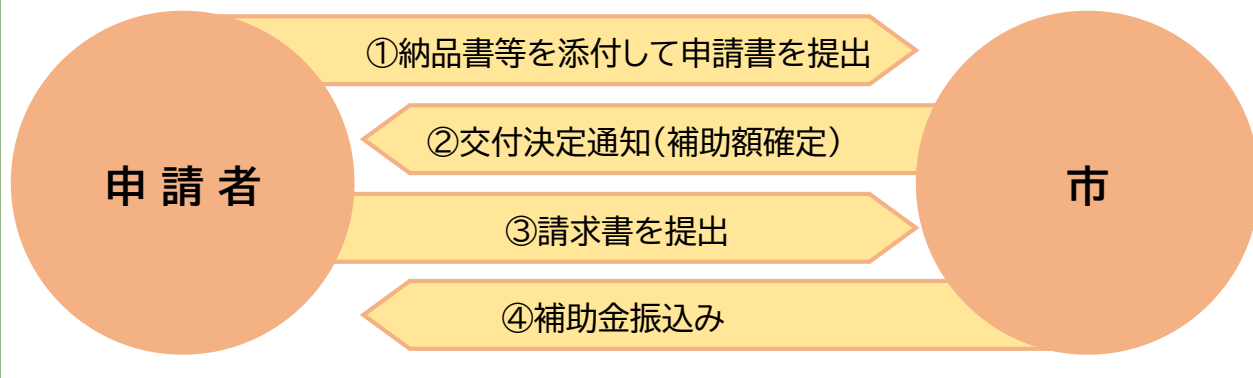 ①納品書等を添付して申請書を提出
②交付決定通知(補助額確定)
申請者
市
③請求書を提出
④補助金振込み